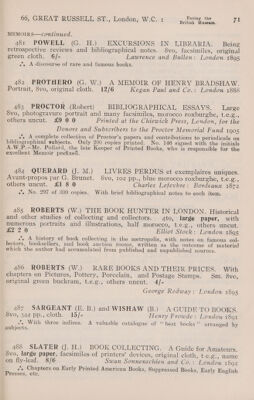 66, GREAT RUSSELL ST., London, W.C. 1 Facing the British Museum. 71
MEMOIRS—continued.
481 POWELL (G. H.) EXCURSIONS IN LIBRARIA. Being
retrospective reviews and bibliographical notes. 8vo, facsimiles, original
green cloth. 6/- Lawrence and Bullen: London 1895
∴ A discourse of rare and famous books.
482 PROTHERO (G. W.) A MEMOIR OF HENRY BRADSHAW.
Portrait, 8vo, original cloth. 12/6 Kegan Paul and Co.: London 1888
483 PROCTOR (Robert) BIBLIOGRAPHICAL ESSAYS. Large
8vo, photogravure portrait and many facsimiles, morocco roxburghe, t.e.g.,
others uncut. Printed at the Chiswick Press, London, for the
Donors and Subscribers to the Proctor Memorial Fund 1905
∴ A complete collection of Proctor's papers and contributions to periodicals on
bibliographical subjects. Only 200 copies printed. No. 106 signed with the initials
A.W.P.—Mr. Pollard, the late Keeper of Printed Books, who is responsible for the
excellent Memoir prefixed.
484 QUERARD (J. M.) LIVRES PERDUS et exemplaires uniques.
Avant-propos par G. Brunet. 8vo, 102 pp., blue morocco roxburghe, t.e.g.,
others uncut. £1 8 0 Charles Lefebvre: Bordeaux 1872
∴ No. 297 of 300 copies. With brief bibliographical notes to each item.
485 ROBERTS (W.) THE BOOK HUNTER IN LONDON. Historical
and other studies of collecting and collectors. 4to, large paper, with
numerous portraits and illustrations, half morocco, t.e.g., others uncut.
£2 2 0 Elliot Stock: London 1895
∴ A history of book collecting in the metropolis, with notes on famous collectors,
booksellers, and book auction rooms, written as the outcome of material
which the author had accumulated from published and unpublished source.
486 ROBERTS (W.) RARE BOOKS AND THEIR PRICES. With
chapters on Pictures, Pottery, Porcelain, and Postage Stamps. Sm. 8vo,
original green buckram, t.e.g., others uncut. 4/-
George Redway: London 1895
487 SARGEANT (E. B.) and WISHAW (B.) A GUIDE TO BOOKS.
8vo, 322 pp., cloth. 15/- Henry Frowde: London 1891
∴ With three indices. A valuable catalogue of "best books" arranged by
subjects.
488 SLATER (J. H.) BOOK COLLECTING. A Guide for Amateurs.
8vo, large paper, facsimiles of printers' devices, original cloth, t.e.g., name
on fly-leaf. 8/6 Swan Sonnenschien and Co.: London 1892
∴ Chapters on Early Printed American Books, Suppressed Books, Early English
Presses, etc.